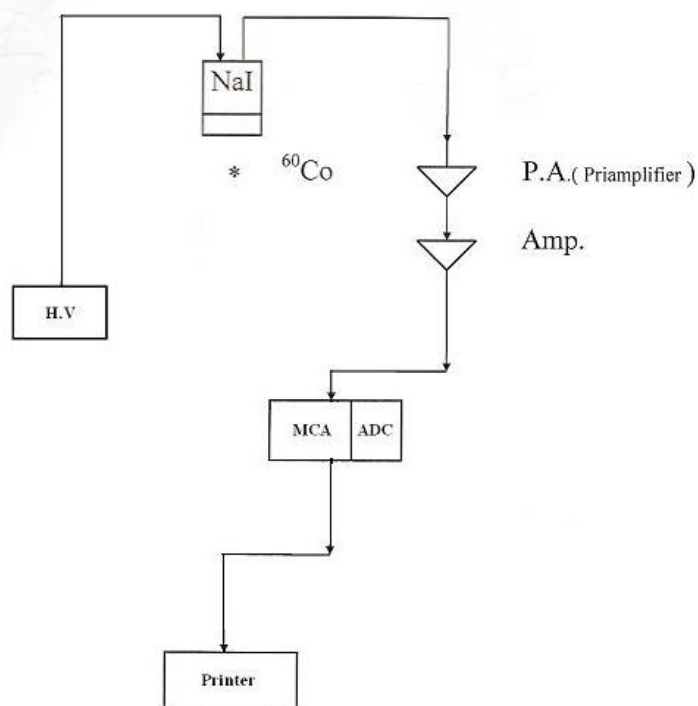 NaI
* ⁶⁰Co
P.A.( Priamplifier )
Amp.
H.V
MCA
ADC
Printer